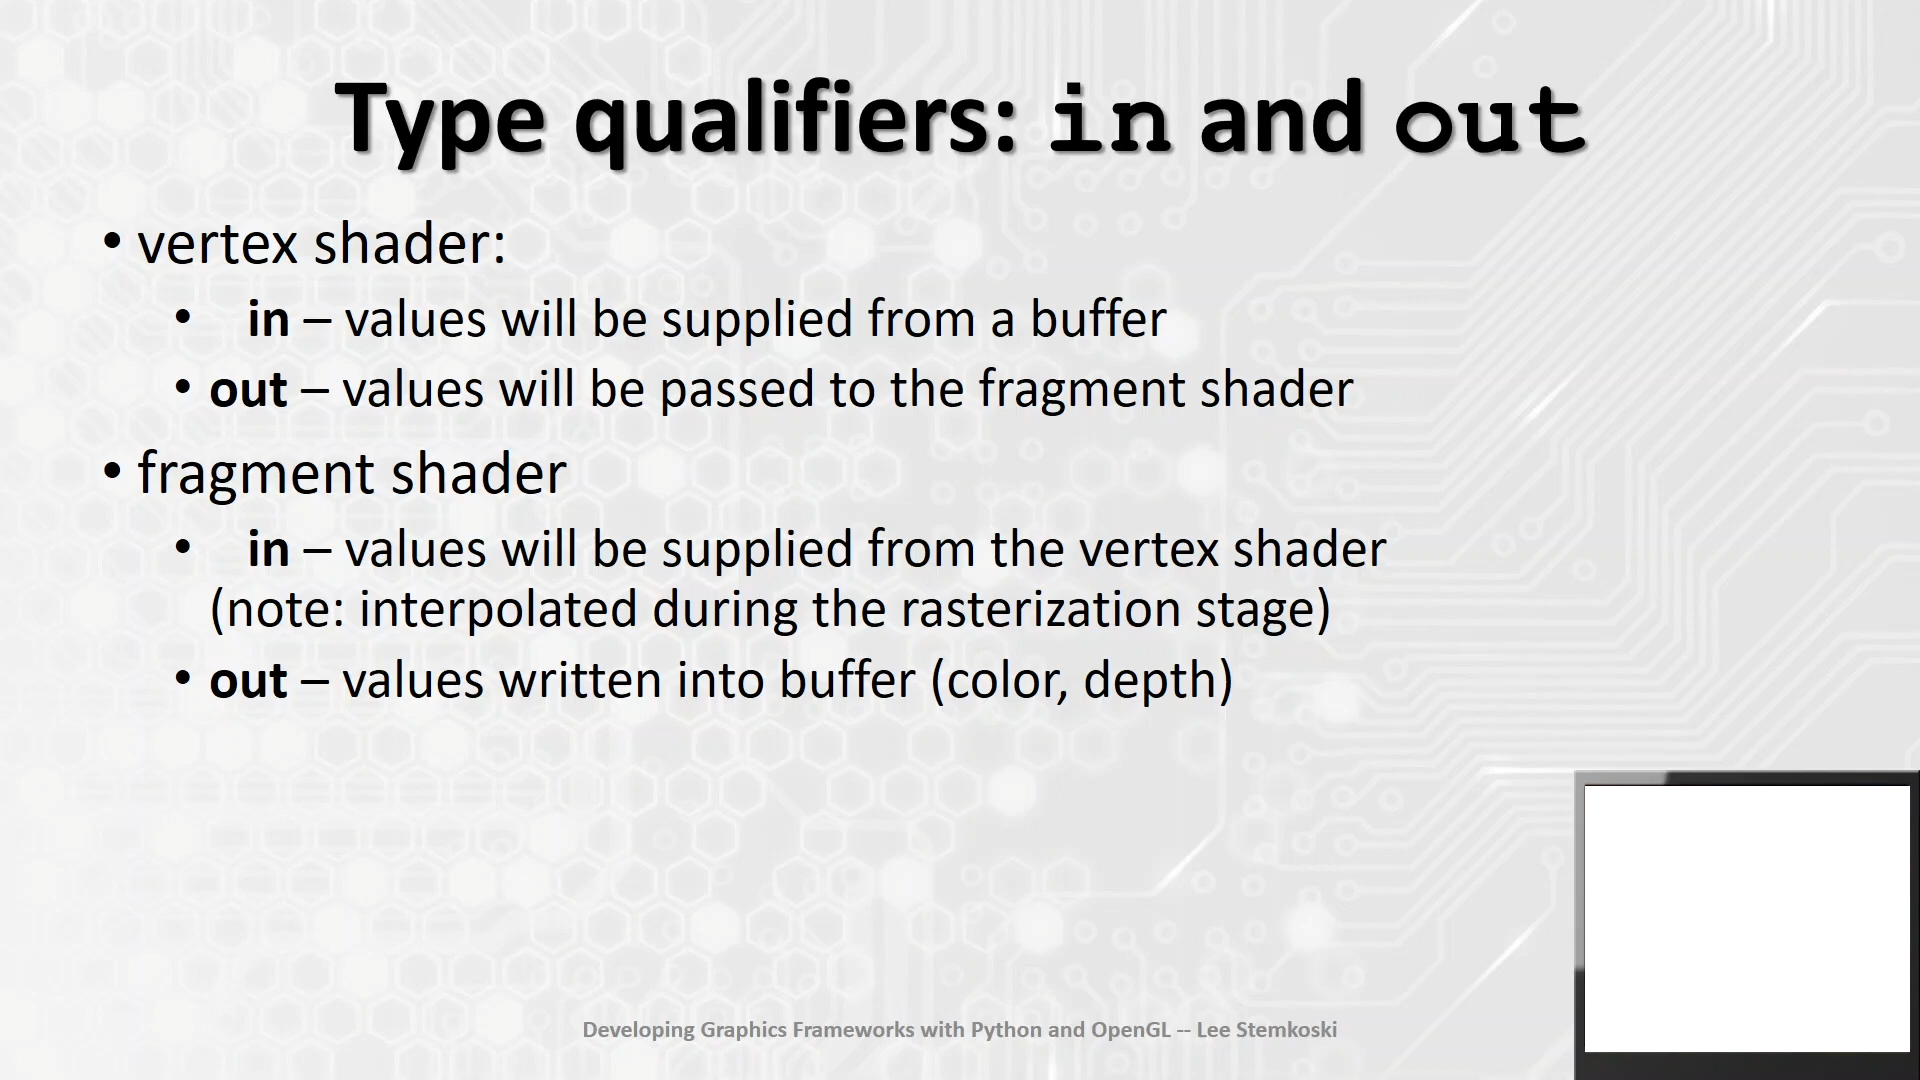 Type qualifiers: in and out
• vertex shader:
• in – values will be supplied from a buffer
• out – values will be passed to the fragment shader
• fragment shader
• in – values will be supplied from the vertex shader
(note: interpolated during the rasterization stage)
• out – values written into buffer (color, depth)
Developing Graphics Frameworks with Python and OpenGL -- Lee Stemkoski